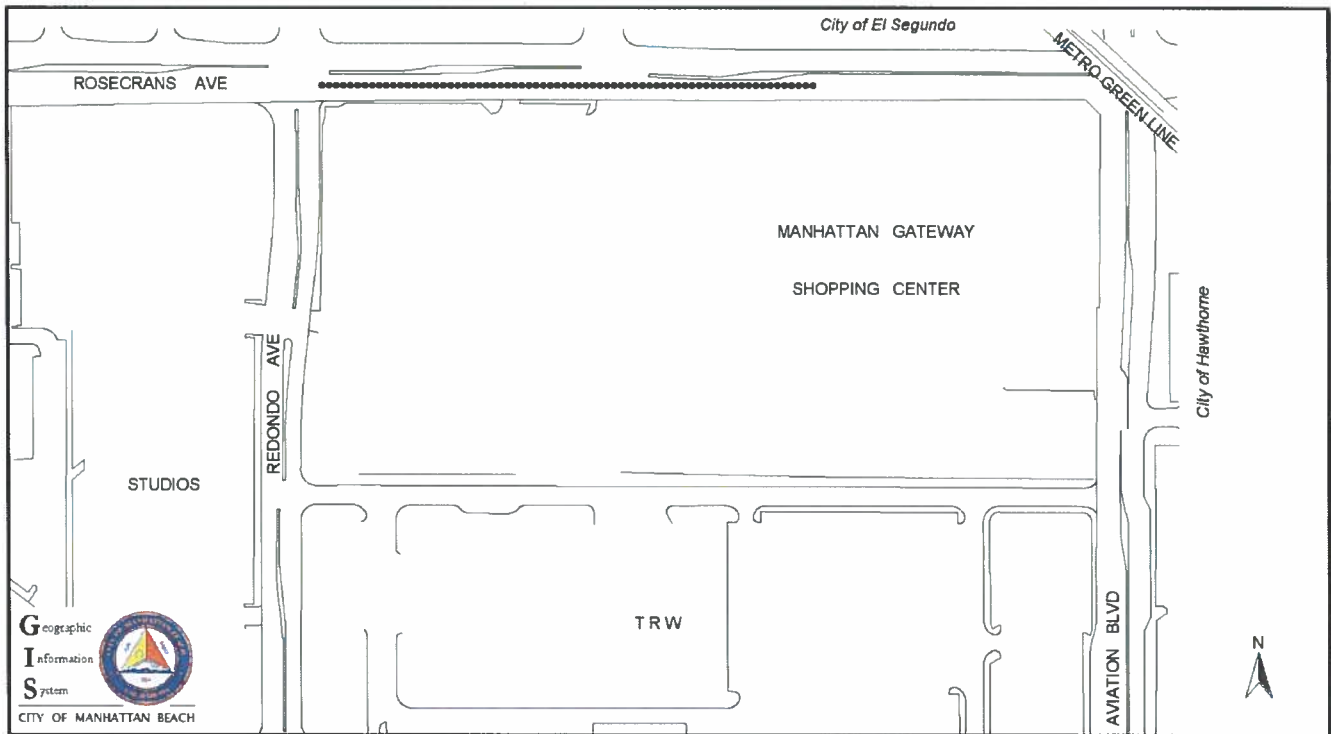 City of El Segundo
METRO GREEN LINE
ROSECRANS AVE
MANHATTAN GATEWAY
SHOPPING CENTER
City of Hawthorne
REDONDO AVE
STUDIOS
TRW
AVIATION BLVD
N
Geographic
Information
System
CITY OF MANHATTAN BEACH